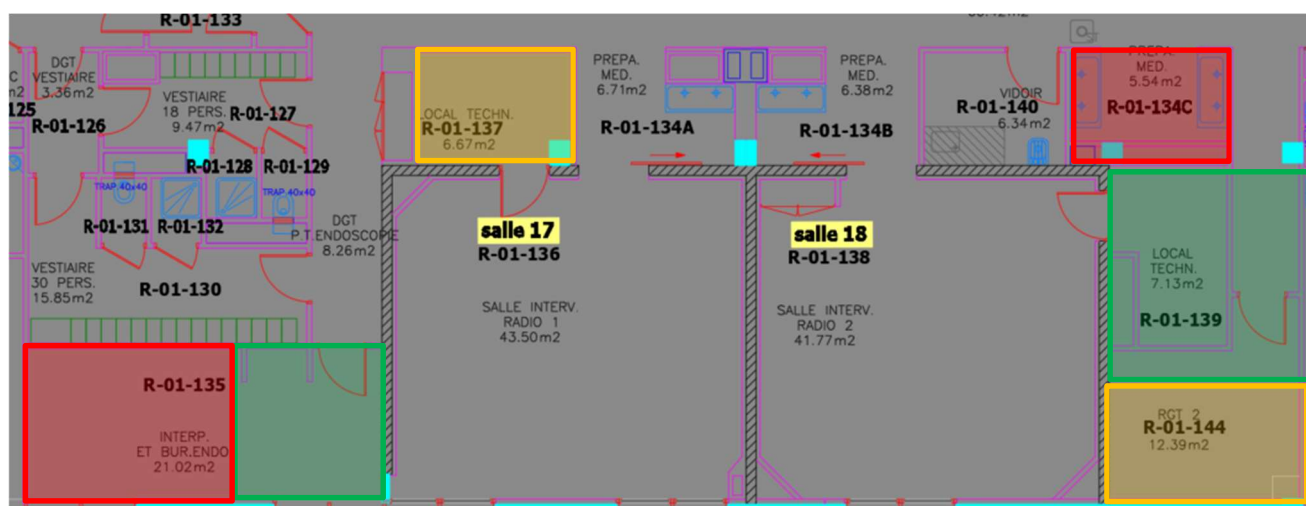 R-01-133
DGT
VESTIAIRE
3.36m2
R-01-126
125
VESTIAIRE
18 PERS.
9.47m2
R-01-127
R-01-128
R-01-129
TRAP.40x40
TRAP.40x40
R-01-131
R-01-132
DGT
P.T.ENDOSCOPIE
8.26m2
VESTIAIRE
30 PERS.
15.85m2
R-01-130
R-01-135
INTERP.
ET BUR.ENDO
21.02m2
LOCAL TECHN.
R-01-137
6.67m2
PREPA.
MED.
6.71m2
R-01-134A
PREPA.
MED.
6.38m2
R-01-134B
salle 17
R-01-136
SALLE INTERV.
RADIO 1
43.50m2
salle 18
R-01-138
SALLE INTERV.
RADIO 2
41.77m2
VIDOIR
R-01-140
6.34m2
PREPA.
MED.
5.54m2
R-01-134C
LOCAL
TECHN.
7.13m2
R-01-139
RGT 2
R-01-144
12.39m2